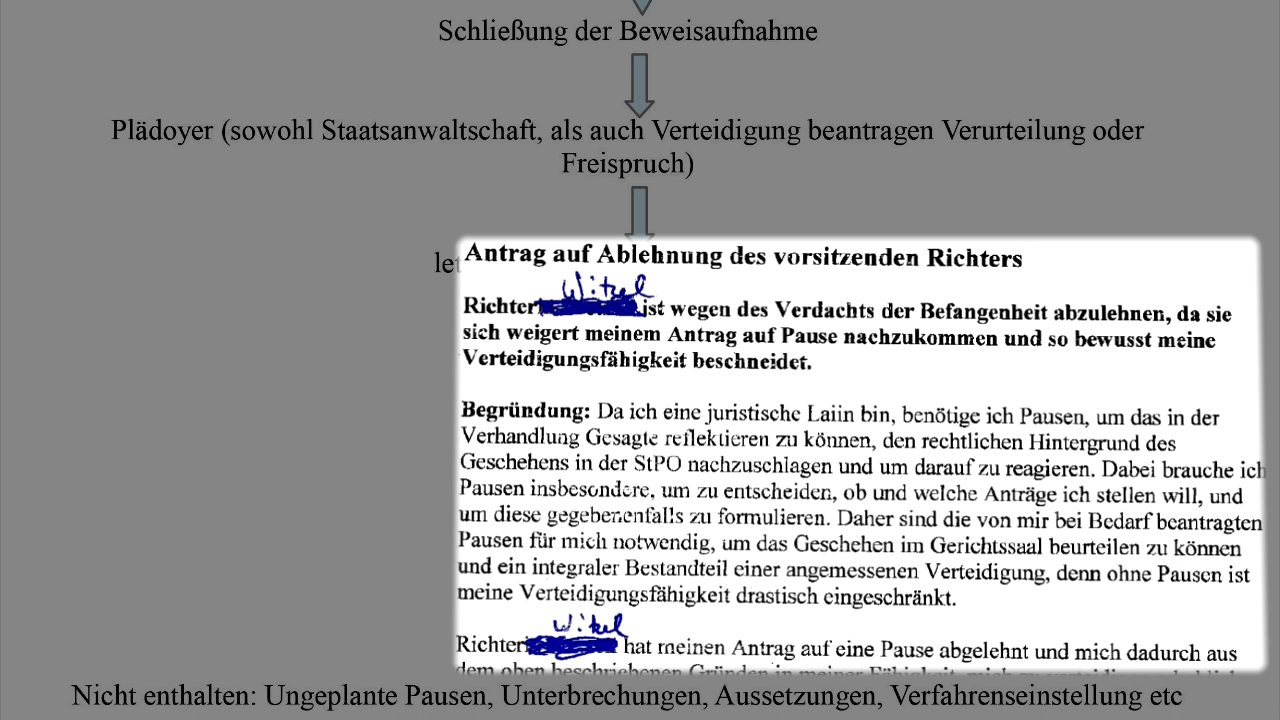 Schließung der Beweisaufnahme
Plädoyer (sowohl Staatsanwaltschaft, als auch Verteidigung beantragen Verurteilung oder
Freispruch)
let
Antrag auf Ablehnung des vorsitzenden Richters
Witzel
Richter ist wegen des Verdachts der Befangenheit abzulehnen, da sie
sich weigert meinem Antrag auf Pause nachzukommen und so bewusst meine
Verteidigungsfähigkeit beschneidet.
Begründung: Da ich eine juristische Laiin bin, benötige ich Pausen, um das in der
Verhandlung Gesagte reflektieren zu können, den rechtlichen Hintergrund des
Geschehens in der StPO nachzuschlagen und um darauf zu reagieren. Dabei brauche ich
Pausen insbesondere, um zu entscheiden, ob und welche Anträge ich stellen will, und
um diese gegebenenfalls zu formulieren. Daher sind die von mir bei Bedarf beantragten
Pausen für mich notwendig, um das Geschehen im Gerichtssaal beurteilen zu können
und ein integraler Bestandteil einer angemessenen Verteidigung, denn ohne Pausen ist
meine Verteidigungsfähigkeit drastisch eingeschränkt.
Witzel
Richteri hat meinen Antrag auf eine Pause abgelehnt und mich dadurch aus
dem oben beschriebenen Gründen in meiner Fähigkeit
Nicht enthalten: Ungeplante Pausen, Unterbrechungen, Aussetzungen, Verfahrenseinstellung etc